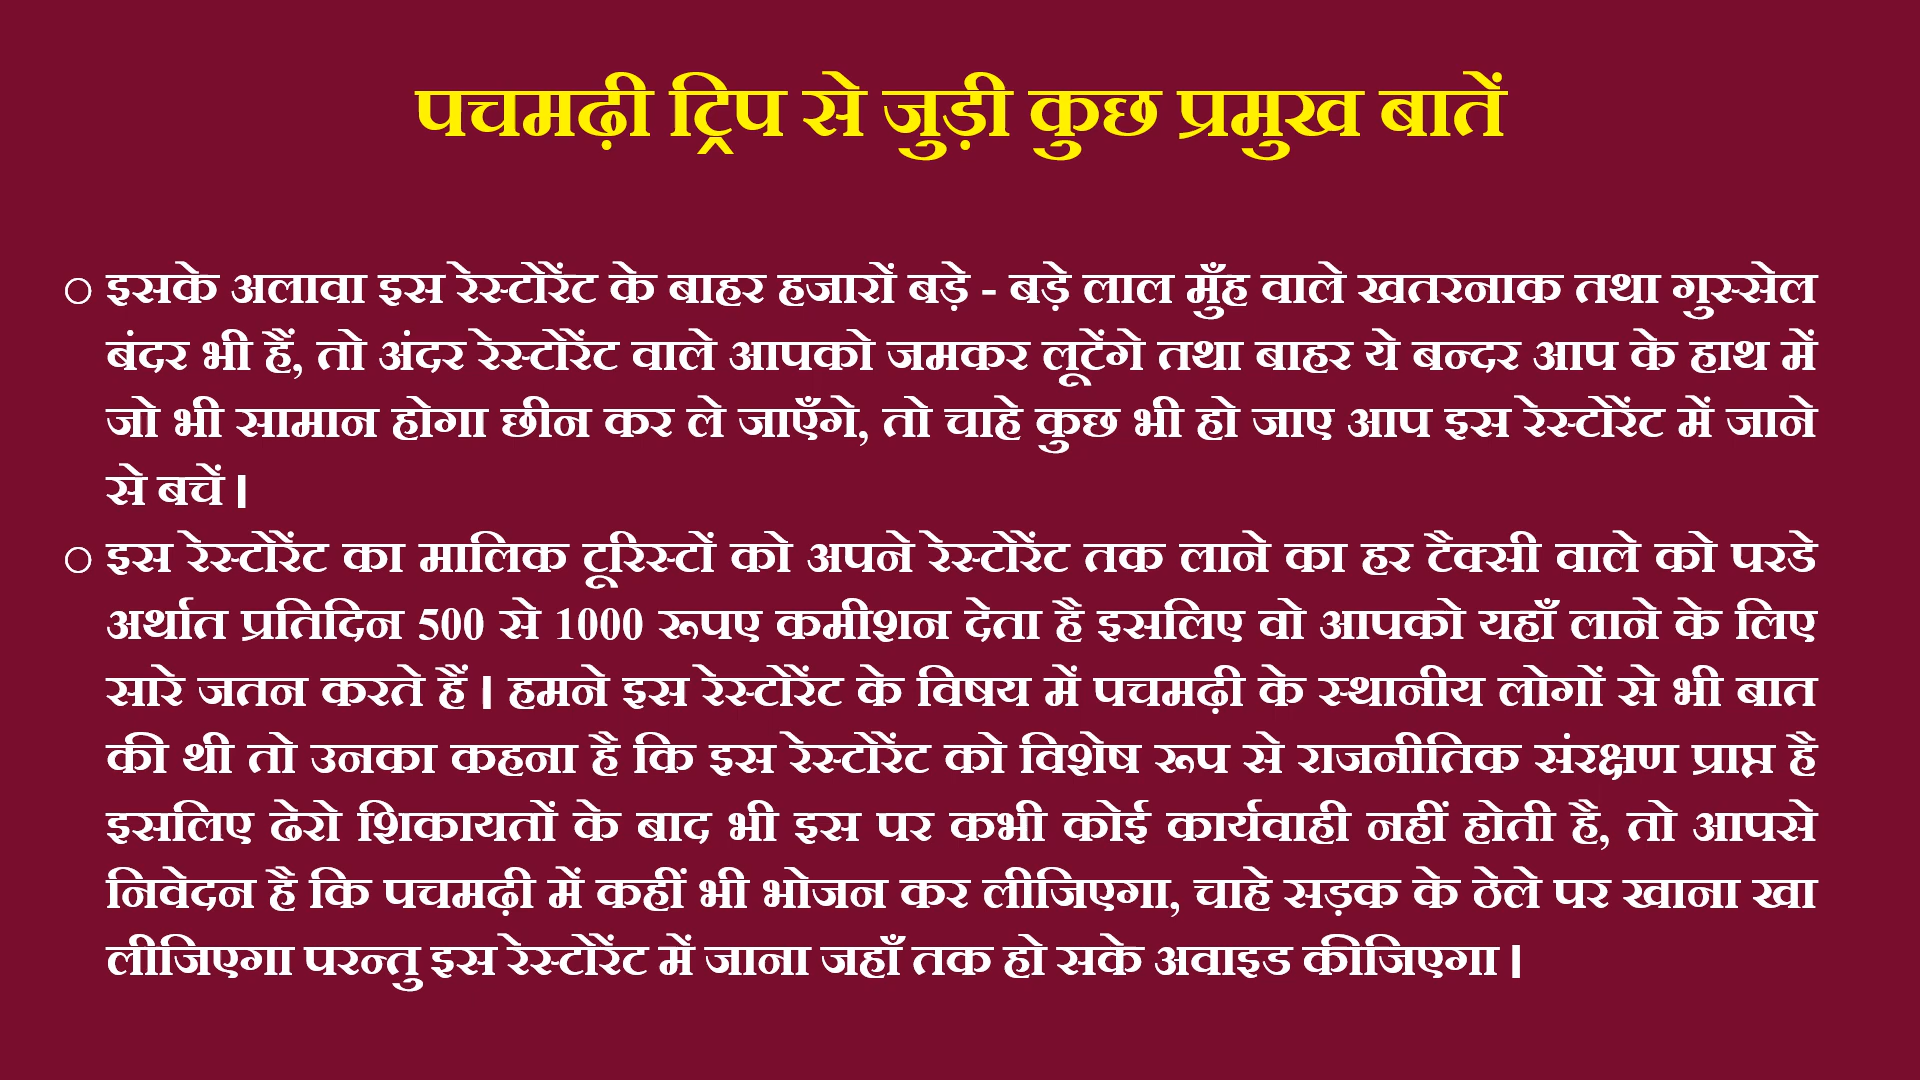 पचमढ़ी ट्रिप से जुड़ी कुछ प्रमुख बातें
○ इसके अलावा इस रेस्टोरेंट के बाहर हजारों बड़े - बड़े लाल मुँह वाले खतरनाक तथा गुस्सेल
बंदर भी हैं, तो अंदर रेस्टोरेंट वाले आपको जमकर लूटेंगे तथा बाहर ये बन्दर आप के हाथ में
जो भी सामान होगा छीन कर ले जाएँगे, तो चाहे कुछ भी हो जाए आप इस रेस्टोरेंट में जाने
से बचें।
○ इस रेस्टोरेंट का मालिक टूरिस्टों को अपने रेस्टोरेंट तक लाने का हर टैक्सी वाले को परडे
अर्थात प्रतिदिन 500 से 1000 रूपए कमीशन देता है इसलिए वो आपको यहाँ लाने के लिए
सारे जतन करते हैं। हमने इस रेस्टोरेंट के विषय में पचमढ़ी के स्थानीय लोगों से भी बात
की थी तो उनका कहना है कि इस रेस्टोरेंट को विशेष रूप से राजनीतिक संरक्षण प्राप्त है
इसलिए ढेरो शिकायतों के बाद भी इस पर कभी कोई कार्यवाही नहीं होती है, तो आपसे
निवेदन है कि पचमढ़ी में कहीं भी भोजन कर लीजिएगा, चाहे सड़क के ठेले पर खाना खा
लीजिएगा परन्तु इस रेस्टोरेंट में जाना जहाँ तक हो सके अवाइड कीजिएगा।